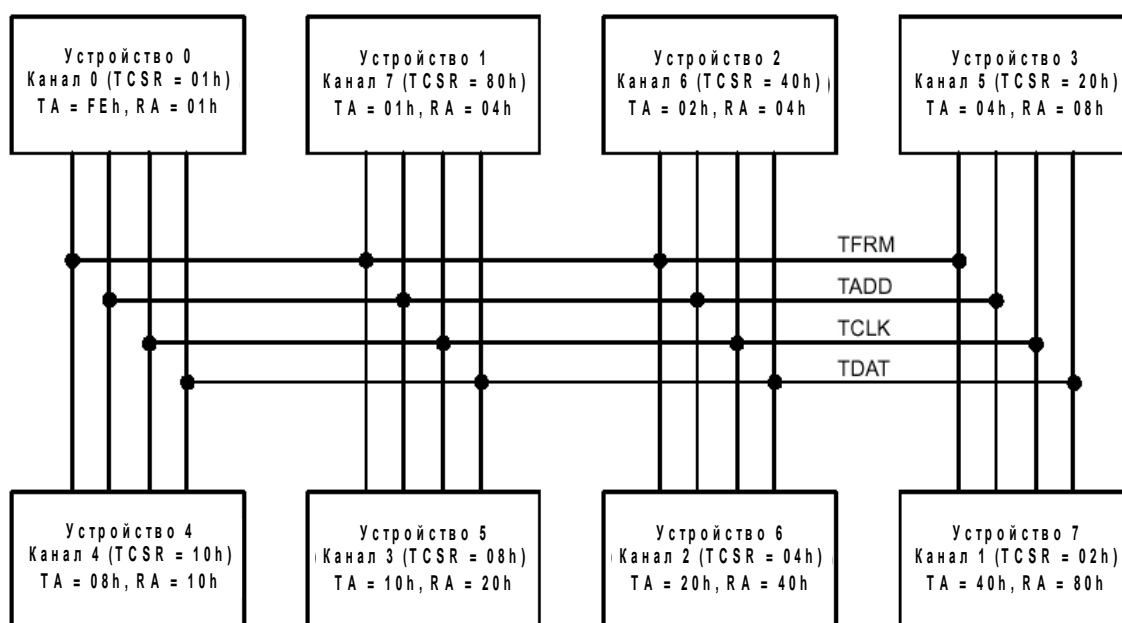 Устройство 0
Канал 0 (TCSR = 01h)
TA = FEh, RA = 01h
Устройство 1
Канал 7 (TCSR = 80h)
TA = 01h, RA = 04h
Устройство 2
Канал 6 (TCSR = 40h)
TA = 02h, RA = 04h
Устройство 3
Канал 5 (TCSR = 20h)
TA = 04h, RA = 08h
TFRM
TADD
TCLK
TDAT
Устройство 4
Канал 4 (TCSR = 10h)
TA = 08h, RA = 10h
Устройство 5
Канал 3 (TCSR = 08h)
TA = 10h, RA = 20h
Устройство 6
Канал 2 (TCSR = 04h)
TA = 20h, RA = 40h
Устройство 7
Канал 1 (TCSR = 02h)
TA = 40h, RA = 80h